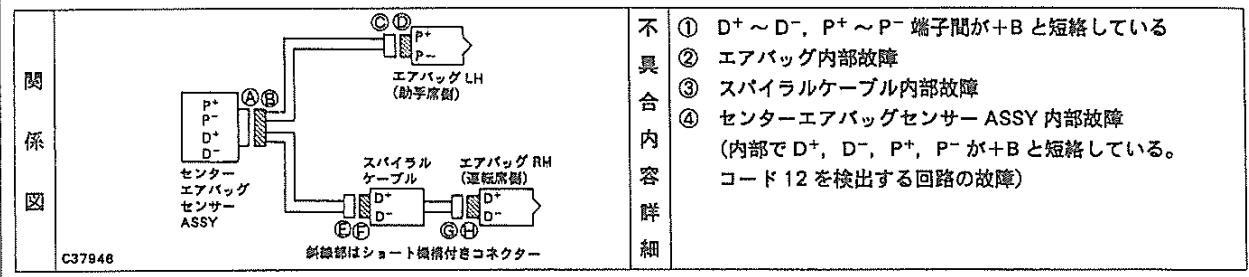 関係図
Ⓒ Ⓓ
P⁺
P⁻
エアバッグ LH
(助手席側)
Ⓐ Ⓑ
P⁺
P⁻
D⁺
D⁻
センター
エアバッグ
センサー
ASSY
スパイラル
ケーブル
D⁺
D⁻
エアバッグ RH
(運転席側)
D⁺
D⁻
Ⓔ Ⓕ
Ⓖ Ⓗ
斜線部はショート機構付きコネクター
C37946
不具合内容詳細
① D⁺ ~ D⁻, P⁺ ~ P⁻ 端子間が+B と短絡している
② エアバッグ内部故障
③ スパイラルケーブル内部故障
④ センターエアバッグセンサー ASSY 内部故障
(内部で D⁺, D⁻, P⁺, P⁻ が+B と短絡している。
コード 12 を検出する回路の故障)